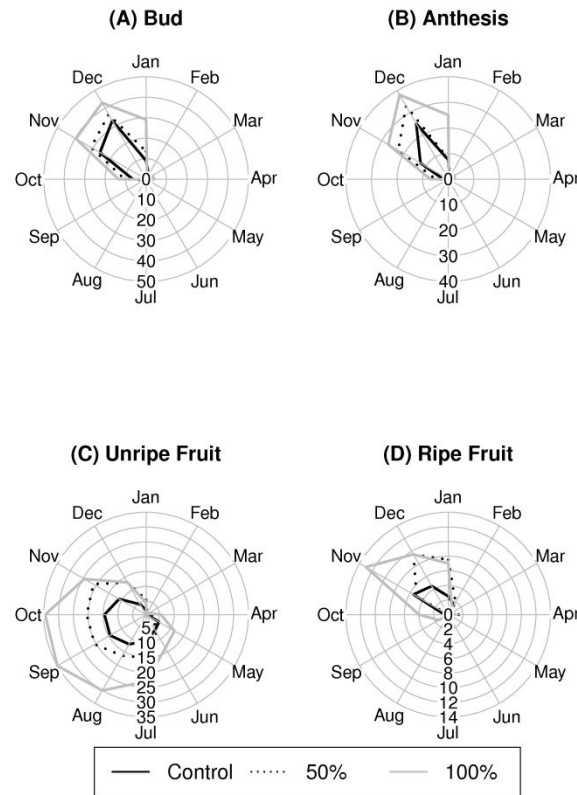 (A) Bud
(B) Anthesis
Jan
Feb
Mar
Apr
May
Jun
Jul
Aug
Sep
Oct
Nov
Dec
0
10
20
30
40
50
Jan
Feb
Mar
Apr
May
Jun
Jul
Aug
Sep
Oct
Nov
Dec
0
10
20
30
40
(C) Unripe Fruit
(D) Ripe Fruit
Jan
Feb
Mar
Apr
May
Jun
Jul
Aug
Sep
Oct
Nov
Dec
5
10
15
20
25
30
35
Jan
Feb
Mar
Apr
May
Jun
Jul
Aug
Sep
Oct
Nov
Dec
0
2
4
6
8
10
12
14
Control 50% 100%